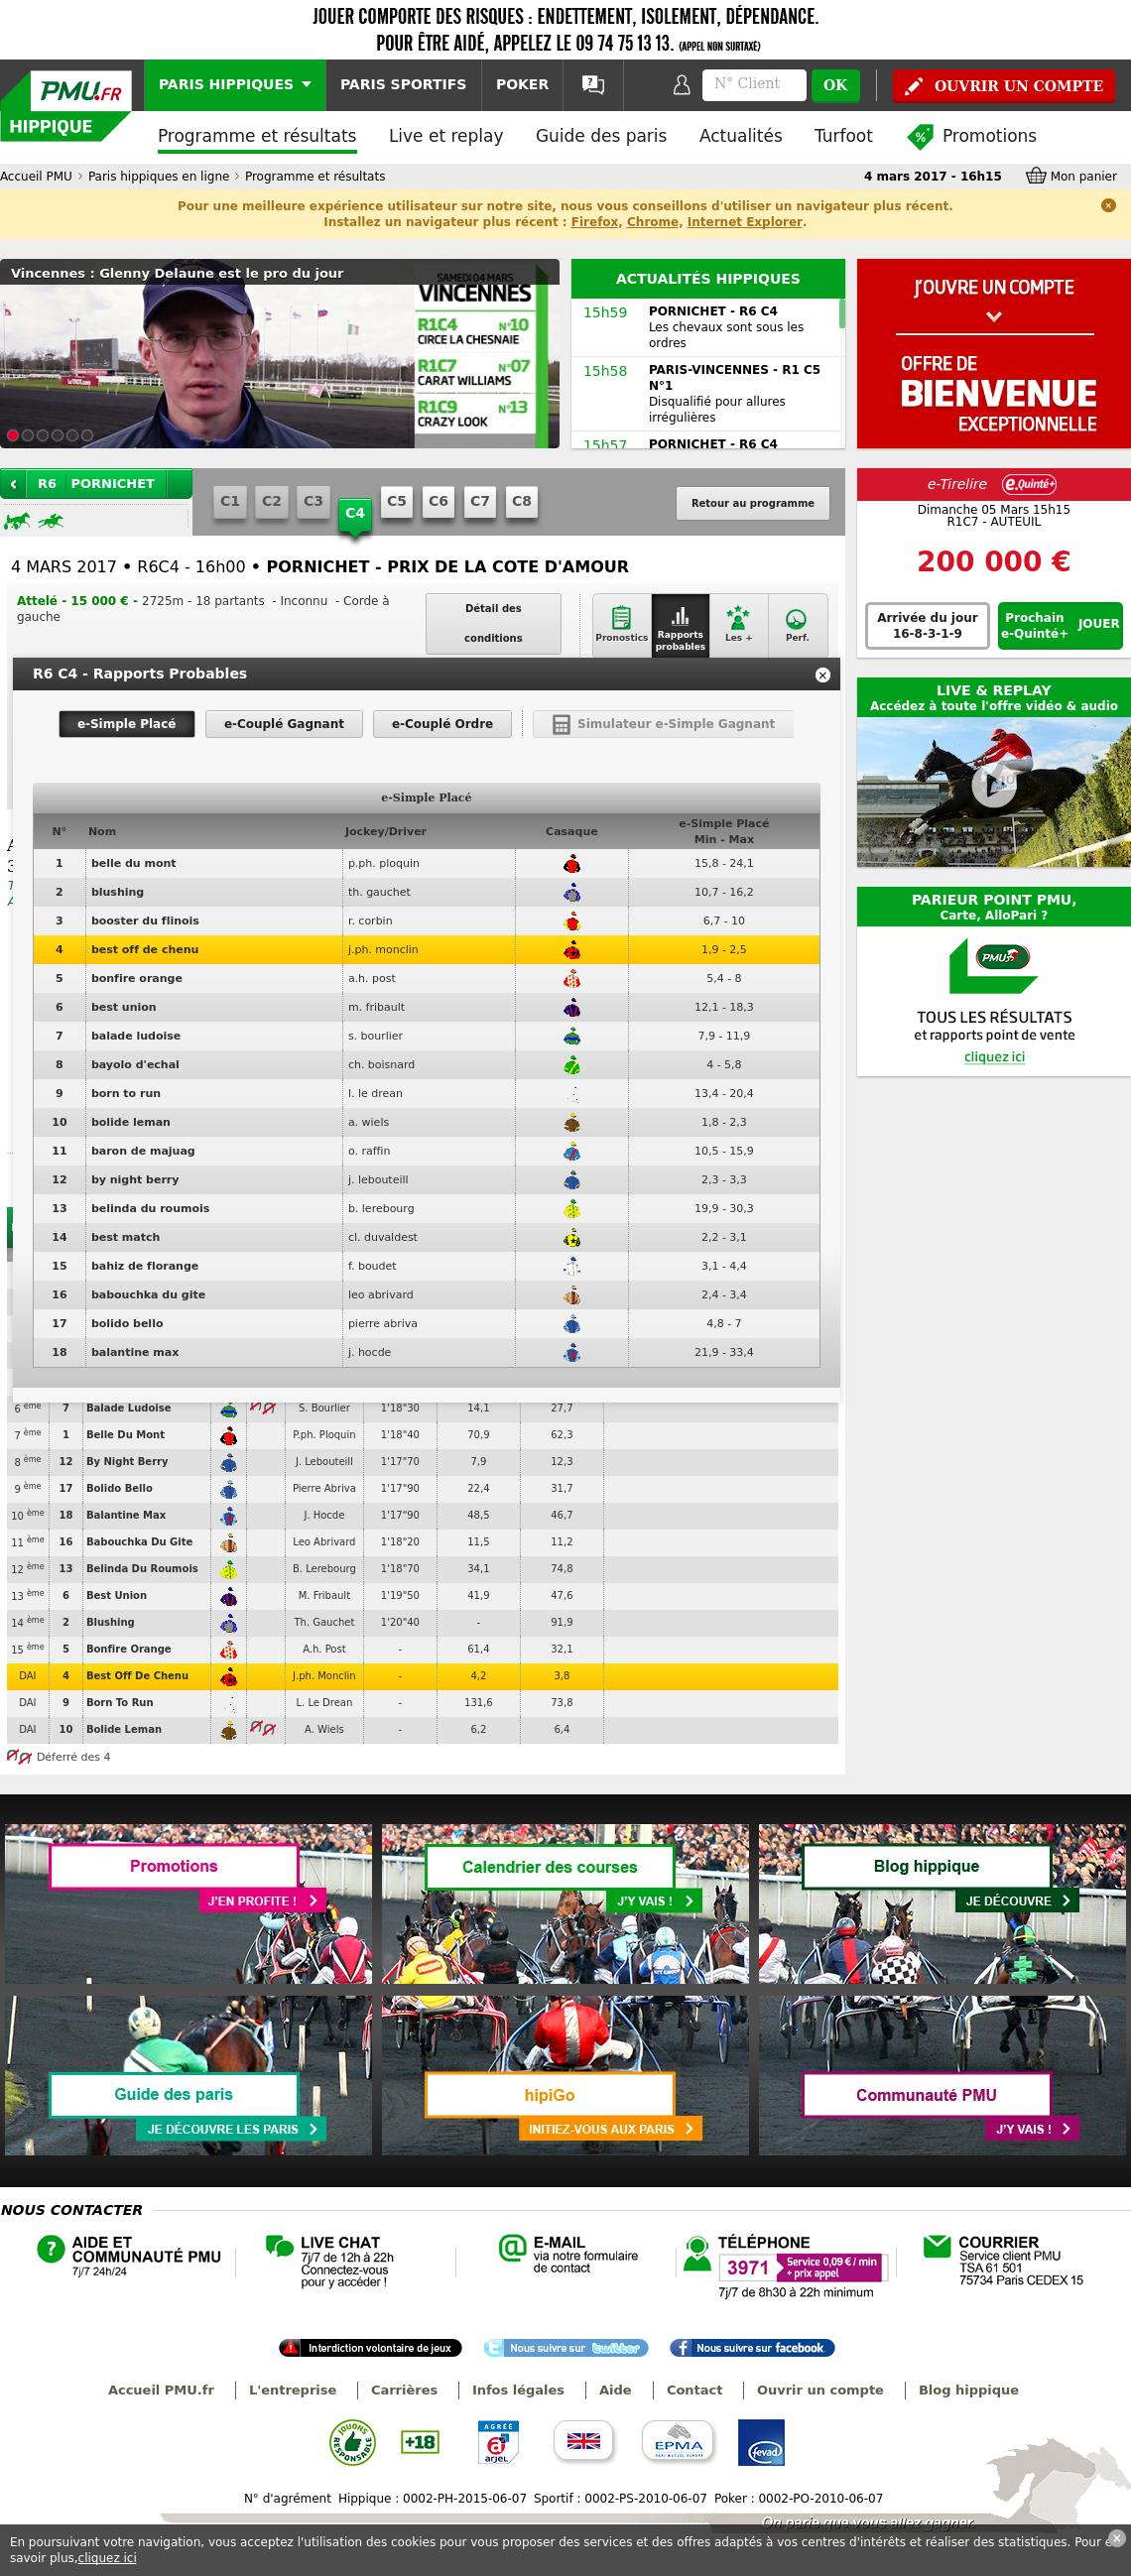 JOUER COMPORTE DES RISQUES : ENDETTEMENT, ISOLEMENT, DÉPENDANCE.
POUR ÊTRE AIDÉ, APPELEZ LE 09 74 75 13 13. (APPEL NON SURTAXÉ)
PMU.FR
HIPPIQUE
PARIS HIPPIQUES PARIS SPORTIFS POKER N° Client OK OUVRIR UN COMPTE
Programme et résultats Live et replay Guide des paris Actualités Turfoot % Promotions
Accueil PMU > Paris hippiques en ligne > Programme et résultats 4 mars 2017 - 16h15 Mon panier
Pour une meilleure expérience utilisateur sur notre site, nous vous conseillons d'utiliser un navigateur plus récent.
Installez un navigateur plus récent : Firefox, Chrome, Internet Explorer.
Vincennes : Glenny Delaune est le pro du jour
SAMEDI 04 MARS
VINCENNES
R1C4 N°10
CIRCE LA CHESNAIE
R1C7 N°07
CARAT WILLIAMS
R1C9 N°13
CRAZY LOOK
ACTUALITÉS HIPPIQUES
15h59 PORNICHET - R6 C4
Les chevaux sont sous les
ordres
15h58 PARIS-VINCENNES - R1 C5
N°1
Disqualifié pour allures
irrégulières
15h57 PORNICHET - R6 C4
J'OUVRE UN COMPTE
OFFRE DE
BIENVENUE
EXCEPTIONNELLE
R6 PORNICHET
C1 C2 C3 C4 C5 C6 C7 C8 Retour au programme
4 MARS 2017 • R6C4 - 16h00 • PORNICHET - PRIX DE LA COTE D'AMOUR
Attelé - 15 000 € - 2725m - 18 partants - Inconnu - Corde à
gauche
Détail des
conditions
Pronostics
Rapports
probables
Les +
Perf.
e-Tirelire e.Quinté+
Dimanche 05 Mars 15h15
R1C7 - AUTEUIL
200 000 €
Arrivée du jour
16-8-3-1-9
Prochain
e-Quinté+
JOUER
LIVE & REPLAY
Accédez à toute l'offre vidéo & audio
PARIEUR POINT PMU,
Carte, AlloPari ?
PMU
TOUS LES RÉSULTATS
et rapports point de vente
cliquez ici
R6 C4 - Rapports Probables
e-Simple Placé e-Couplé Gagnant e-Couplé Ordre Simulateur e-Simple Gagnant
e-Simple Placé
N° Nom Jockey/Driver Casaque e-Simple Placé
Min - Max
1 belle du mont p.ph. ploquin 15,8 - 24,1
2 blushing th. gauchet 10,7 - 16,2
3 booster du flinois r. corbin 6,7 - 10
4 best off de chenu j.ph. monclin 1,9 - 2,5
5 bonfire orange a.h. post 5,4 - 8
6 best union m. fribault 12,1 - 18,3
7 balade ludoise s. bourlier 7,9 - 11,9
8 bayolo d'echal ch. boisnard 4 - 5,8
9 born to run l. le drean 13,4 - 20,4
10 bolide leman a. wiels 1,8 - 2,3
11 baron de majuag o. raffin 10,5 - 15,9
12 by night berry j. lebouteill 2,3 - 3,3
13 belinda du roumois b. lerebourg 19,9 - 30,3
14 best match cl. duvaldest 2,2 - 3,1
15 bahiz de florange f. boudet 3,1 - 4,4
16 babouchka du gite leo abrivard 2,4 - 3,4
17 bolido bello pierre abriva 4,8 - 7
18 balantine max j. hocde 21,9 - 33,4
6 ème 7 Balade Ludoise S. Bourlier 1'18"30 14,1 27,7
7 ème 1 Belle Du Mont P.ph. Ploquin 1'18"40 70,9 62,3
8 ème 12 By Night Berry J. Lebouteill 1'17"70 7,9 12,3
9 ème 17 Bolido Bello Pierre Abriva 1'17"90 22,4 31,7
10 ème 18 Balantine Max J. Hocde 1'17"90 48,5 46,7
11 ème 16 Babouchka Du Gite Leo Abrivard 1'18"20 11,5 11,2
12 ème 13 Belinda Du Roumois B. Lerebourg 1'18"70 34,1 74,8
13 ème 6 Best Union M. Fribault 1'19"50 41,9 47,6
14 ème 2 Blushing Th. Gauchet 1'20"40 - 91,9
15 ème 5 Bonfire Orange A.h. Post - 61,4 32,1
DAI 4 Best Off De Chenu J.ph. Monclin - 4,2 3,8
DAI 9 Born To Run L. Le Drean - 131,6 73,8
DAI 10 Bolide Leman A. Wiels - 6,2 6,4
Déferré des 4
Promotions
J'EN PROFITE !
Calendrier des courses
J'Y VAIS !
Blog hippique
JE DÉCOUVRE
Guide des paris
JE DÉCOUVRE LES PARIS
hipiGo
INITIEZ-VOUS AUX PARIS
Communauté PMU
J'Y VAIS !
NOUS CONTACTER
AIDE ET
COMMUNAUTÉ PMU
7j/7 24h/24
LIVE CHAT
7j/7 de 12h à 22h
Connectez-vous
pour y accéder !
E-MAIL
via notre formulaire
de contact
TÉLÉPHONE
3971 Service 0,09 € / min
+ prix appel
7j/7 de 8h30 à 22h minimum
COURRIER
Service client PMU
TSA 61 501
75734 Paris CEDEX 15
Interdiction volontaire de jeux Nous suivre sur twitter Nous suivre sur facebook
Accueil PMU.fr L'entreprise Carrières Infos légales Aide Contact Ouvrir un compte Blog hippique
JOUONS RESPONSABLE
+18
AGRÉÉ
arjel
EPMA
PARI MUTUEL EUROPE
fevad
N° d'agrément Hippique : 0002-PH-2015-06-07 Sportif : 0002-PS-2010-06-07 Poker : 0002-PO-2010-06-07
On parie que vous allez gagner.
En poursuivant votre navigation, vous acceptez l'utilisation des cookies pour vous proposer des services et des offres adaptés à vos centres d'intérêts et réaliser des statistiques. Pour en
savoir plus,cliquez ici